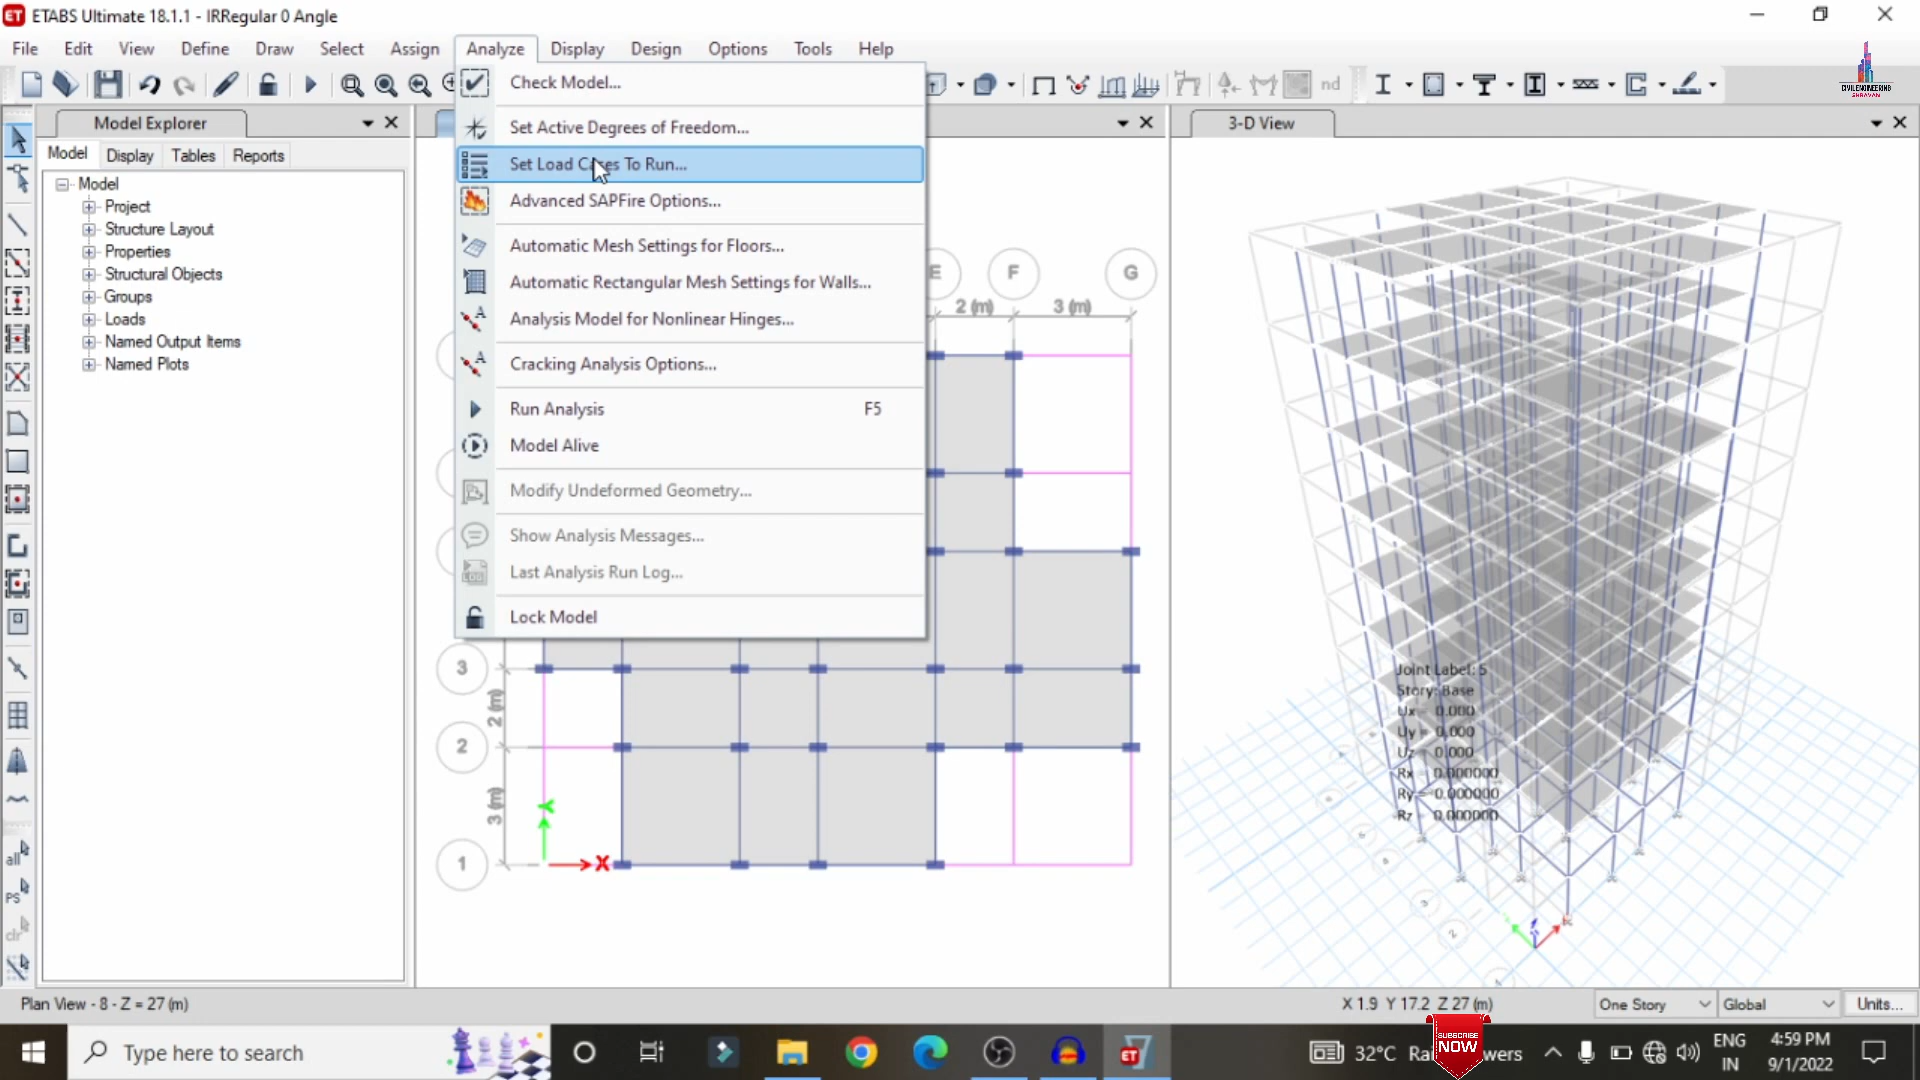 ETABS Ultimate 18.1.1 - IRRegular 0 Angle
File Edit View Define Draw Select Assign Analyze Display Design Options Tools Help
nd
CIVILENGINEERING
SHRAVAN
Model Explorer
Model Display Tables Reports
Model
Project
Structure Layout
Properties
Structural Objects
Groups
Loads
Named Output Items
Named Plots
Check Model...
Set Active Degrees of Freedom...
Set Load Cases To Run...
Advanced SAPFire Options...
Automatic Mesh Settings for Floors...
Automatic Rectangular Mesh Settings for Walls...
Analysis Model for Nonlinear Hinges...
Cracking Analysis Options...
Run Analysis F5
Model Alive
Modify Undeformed Geometry...
Show Analysis Messages...
Last Analysis Run Log...
Lock Model
E F G
2 (m) 3 (m)
3
2 (m)
2
3 (m)
1
Y
X
3-D View
Joint Label: 5
Story: Base
Ux = 0.000
Uy = 0.000
Uz = 0.000
Rx = 0.000000
Ry = 0.000000
Rz = 0.000000
all
PS
clr
Plan View - 8 - Z = 27 (m)
X 1.9 Y 17.2 Z 27 (m)
One Story Global Units...
Type here to search
32°C
SUBSCRIBE
NOW
ENG
IN
4:59 PM
9/1/2022